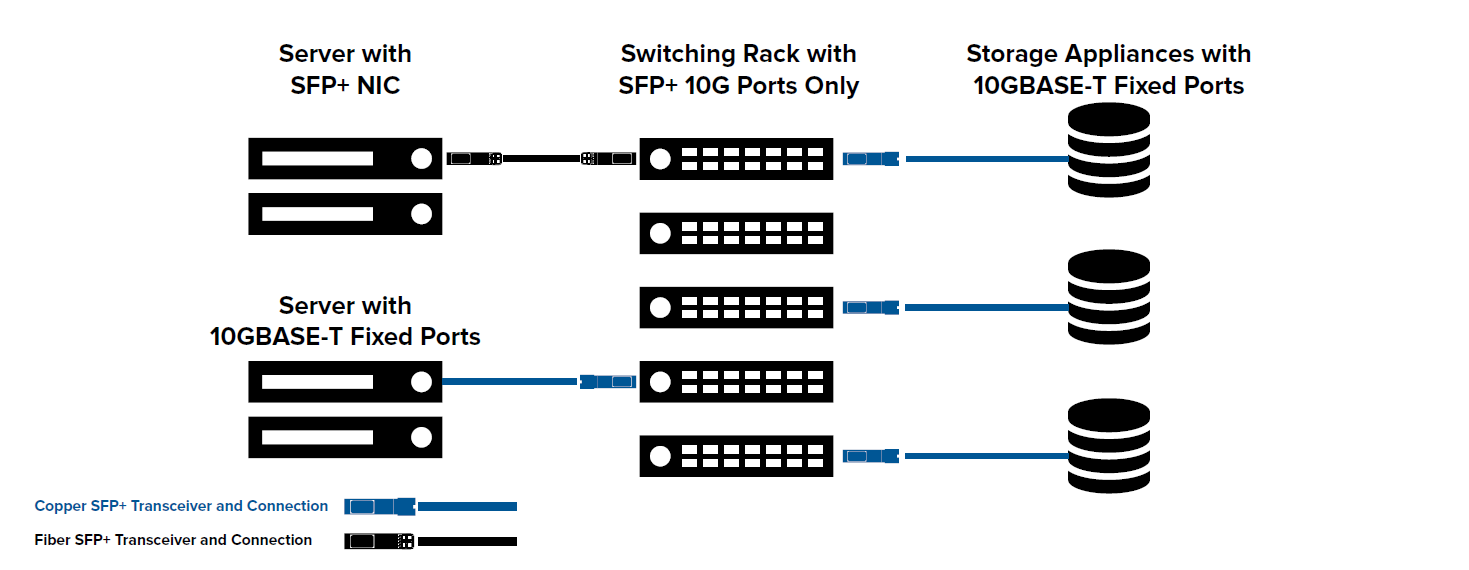 Server with
SFP+ NIC
Switching Rack with
SFP+ 10G Ports Only
Storage Appliances with
10GBASE-T Fixed Ports
Server with
10GBASE-T Fixed Ports
Copper SFP+ Transceiver and Connection
Fiber SFP+ Transceiver and Connection